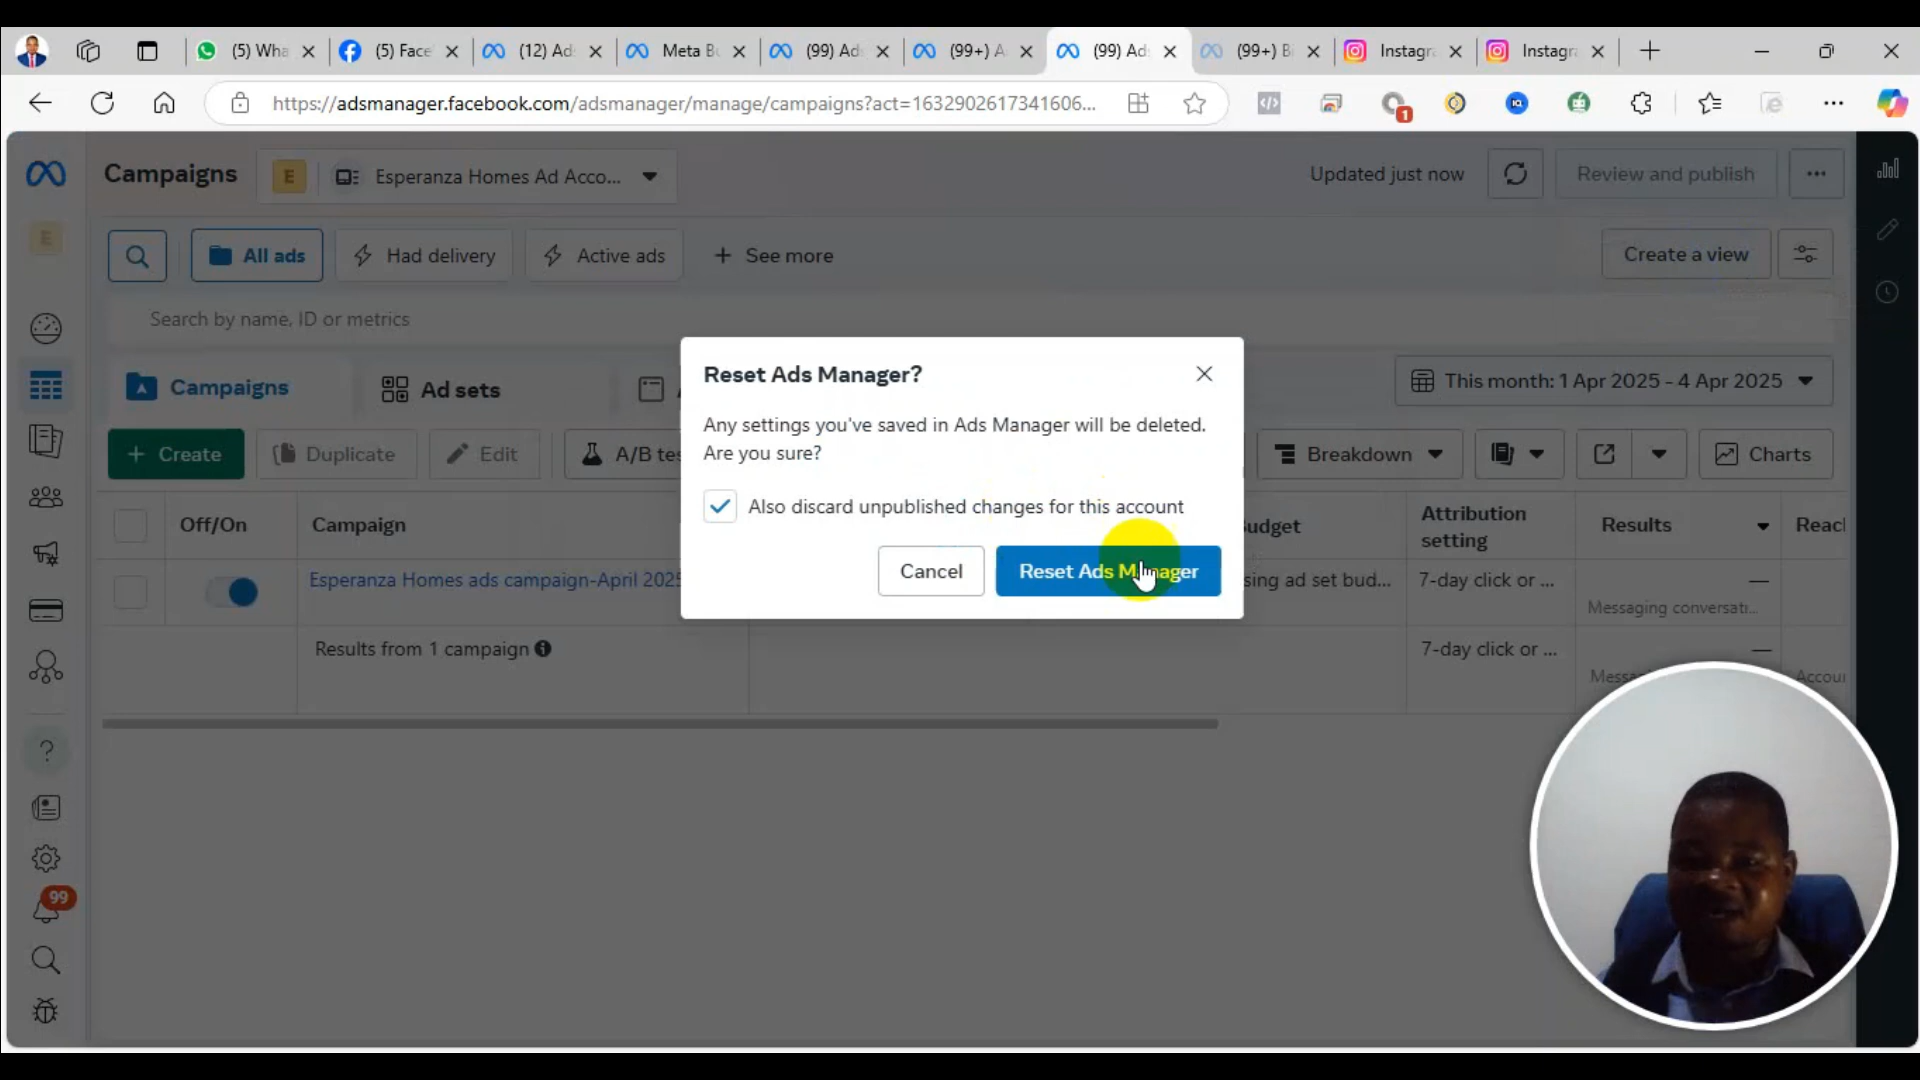 (5) Wha
(5) Face
(12) Ad
Meta B
(99) Ad
(99+) A
(99) Ad
(99+) B
Instagr
Instagr
https://adsmanager.facebook.com/adsmanager/manage/campaigns?act=1632902617341606...
1
Campaigns
E
Esperanza Homes Ad Acco...
Updated just now
Review and publish
E
All ads
Had delivery
Active ads
See more
Create a view
Search by name, ID or metrics
Campaigns
Ad sets
This month: 1 Apr 2025 - 4 Apr 2025
Create
Duplicate
Edit
A/B tes
Breakdown
Charts
Off/On
Campaign
udget
Attribution
setting
Results
Reach
Esperanza Homes ads campaign-April 2025
sing ad set bud...
7-day click or ...
—
Messaging conversati...
Results from 1 campaign
7-day click or ...
—
Mess
Accou
Reset Ads Manager?
Any settings you've saved in Ads Manager will be deleted.
Are you sure?
Also discard unpublished changes for this account
Cancel
Reset Ads Manager
99